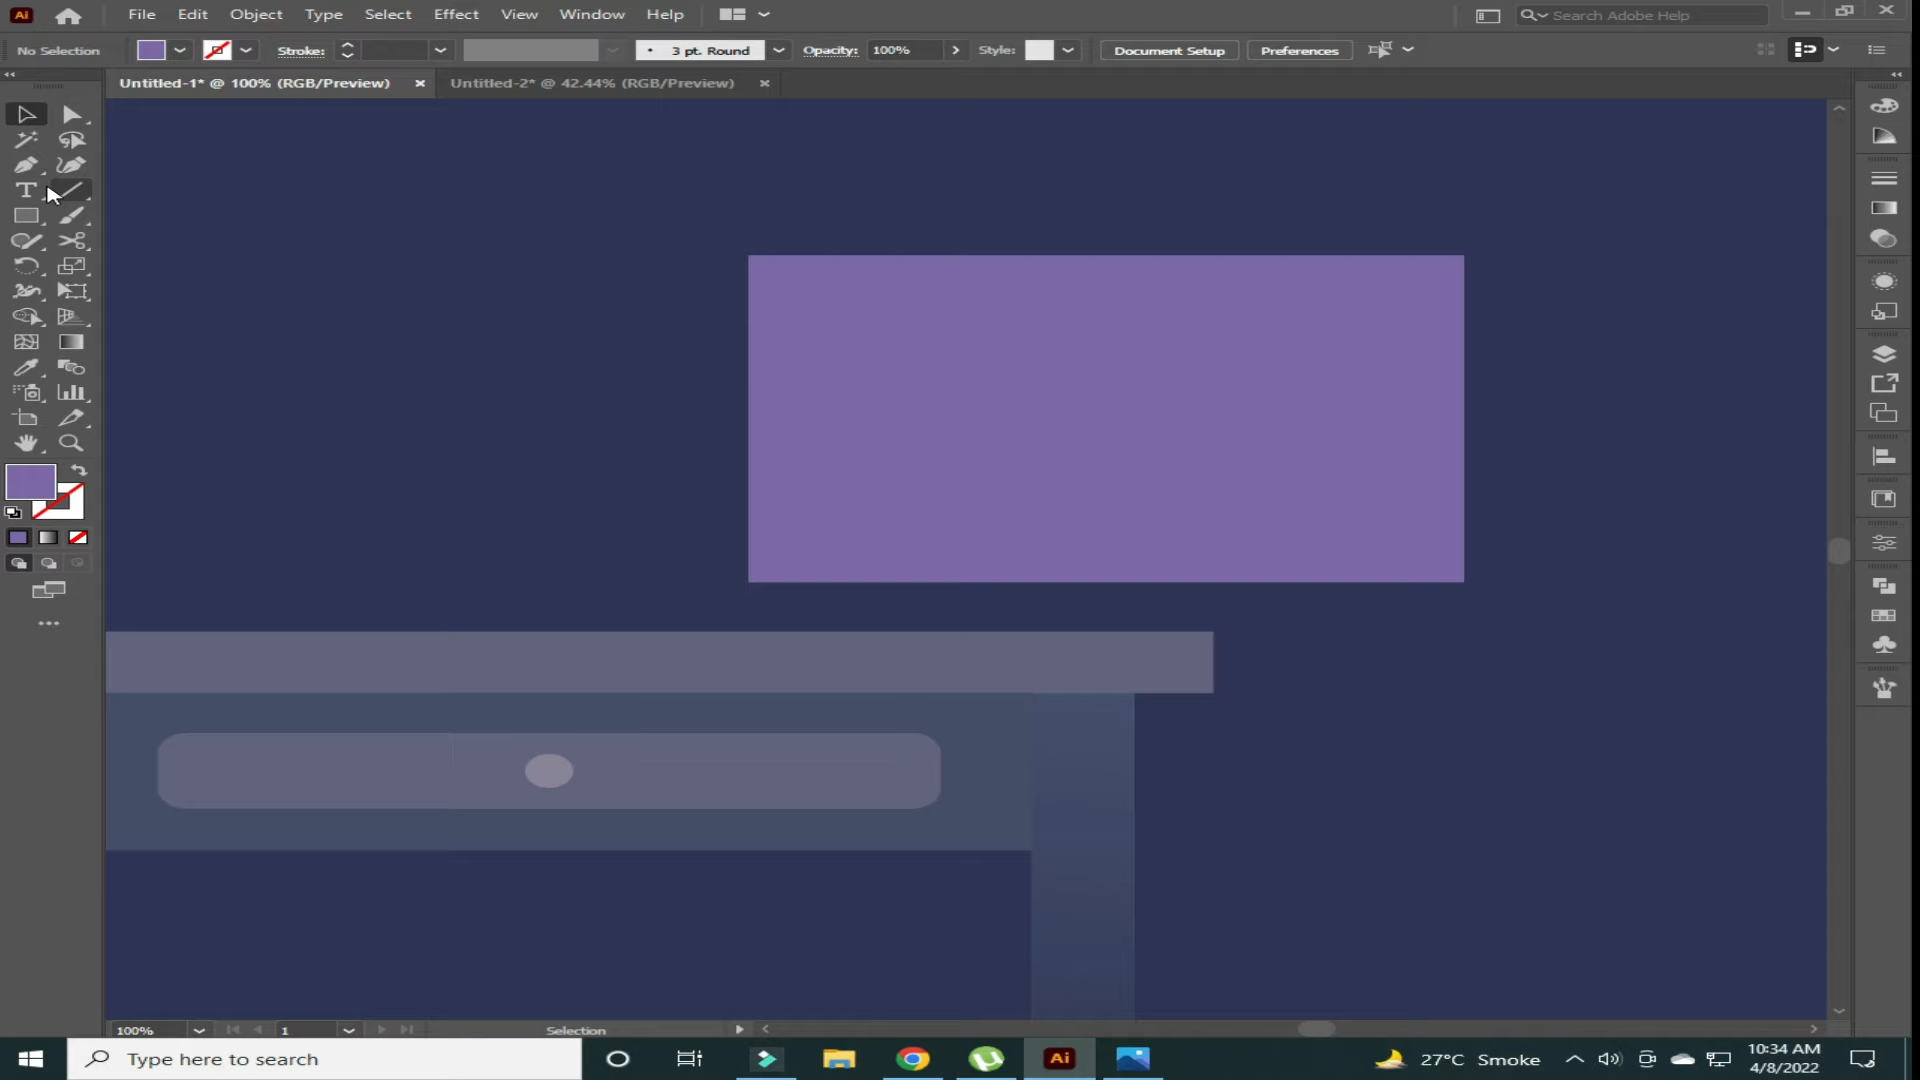 Ai File Edit Object Type Select Effect View Window Help Search Adobe Help
No Selection Stroke: 3 pt. Round Opacity: 100% Style: Document Setup Preferences
Untitled-1* @ 100% (RGB/Preview) × Untitled-2* @ 42.44% (RGB/Preview) ×
T
100% 1 Selection
Type here to search Ai 27°C Smoke 10:34 AM
4/8/2022